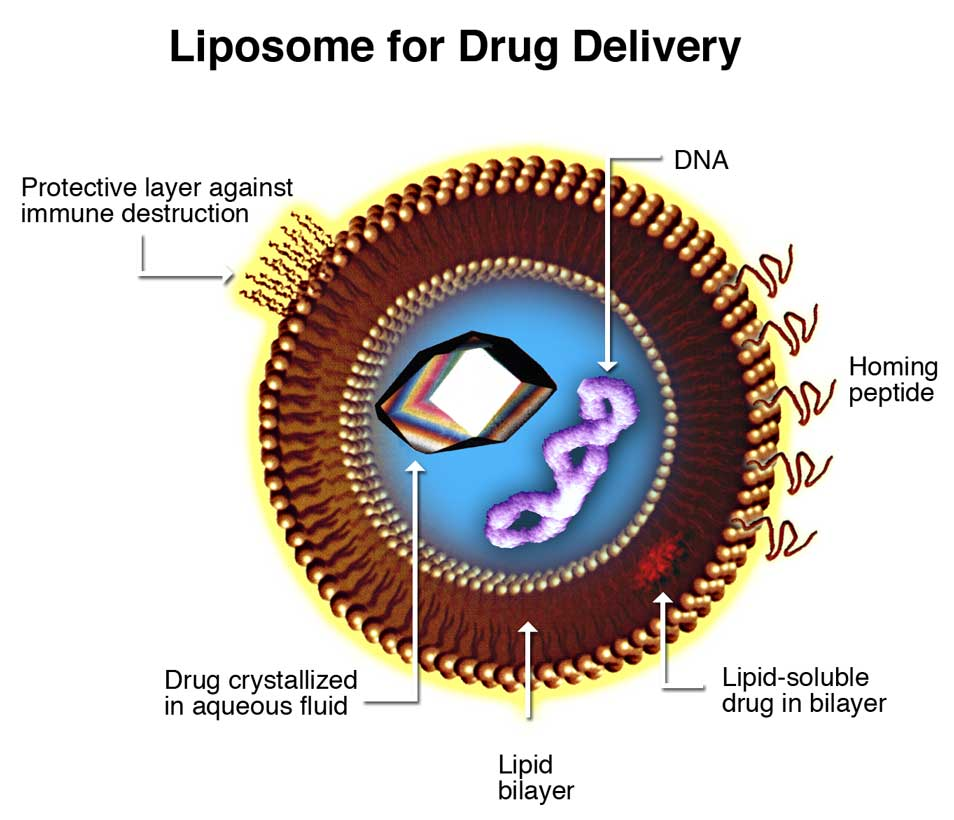 Liposome for Drug Delivery
DNA
Protective layer against
immune destruction
Homing
peptide
Drug crystallized
in aqueous fluid
Lipid-soluble
drug in bilayer
Lipid
bilayer